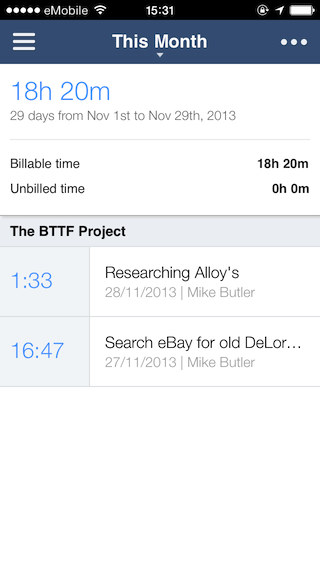 eMobile 15:31
This Month
18h 20m
29 days from Nov 1st to Nov 29th, 2013
Billable time 18h 20m
Unbilled time 0h 0m
The BTTF Project
1:33 Researching Alloy's
28/11/2013 | Mike Butler
16:47 Search eBay for old DeLor…
27/11/2013 | Mike Butler